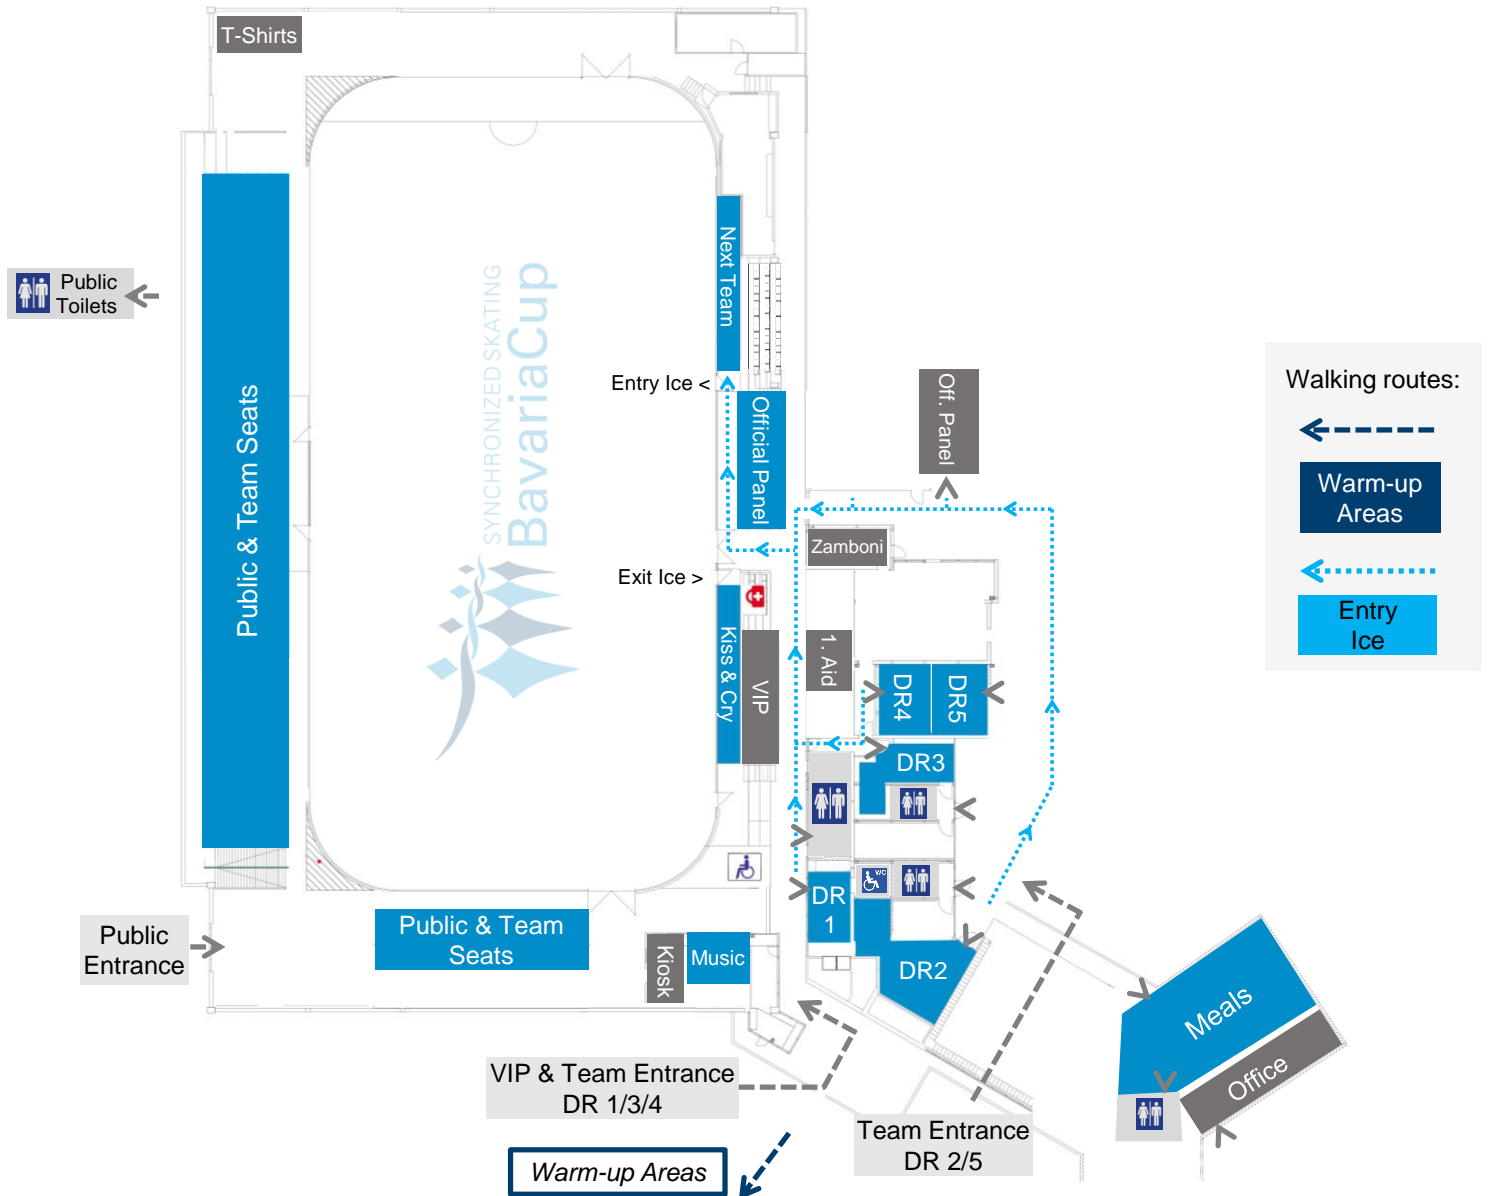 T-Shirts
Public
Toilets
Public & Team Seats
SYNCHRONIZED SKATING
BavariaCup
Next Team
Entry Ice <
Official Panel
Off. Panel
Walking routes:
Warm-up
Areas
Entry
Ice
Zamboni
Exit Ice >
Kiss & Cry
VIP
1. Aid
DR4
DR5
DR3
WC
DR
1
DR2
Public
Entrance
Public & Team
Seats
Kiosk
Music
Meals
Office
VIP & Team Entrance
DR 1/3/4
Team Entrance
DR 2/5
Warm-up Areas